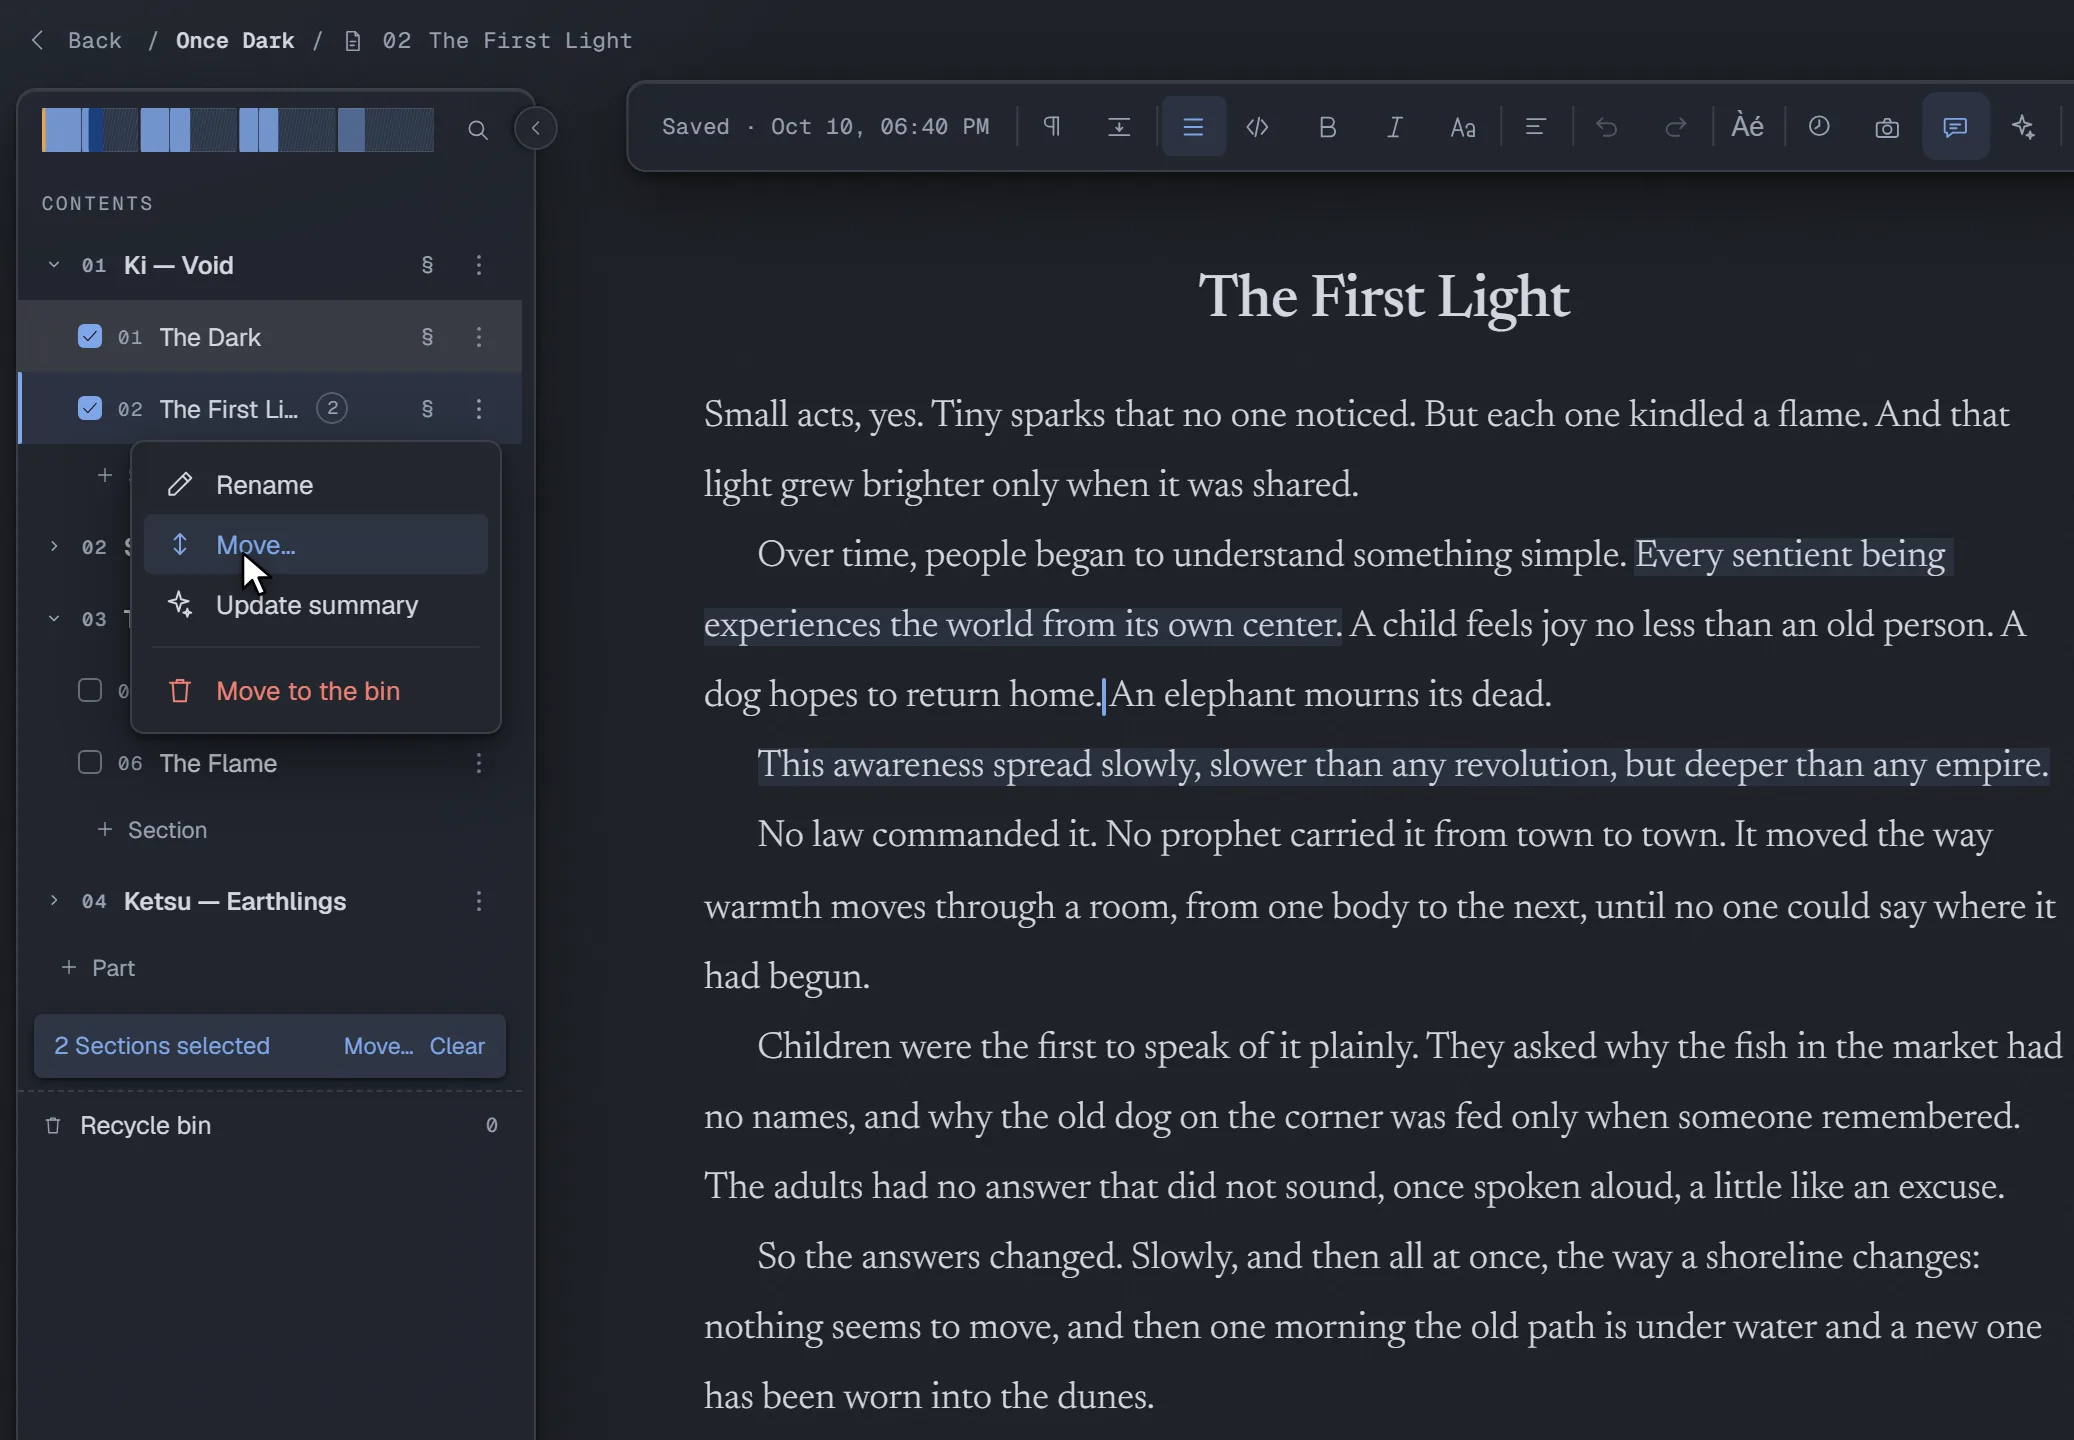 Back / Once Dark / 02 The First Light
Saved · Oct 10, 06:40 PM
Aa
Àé
CONTENTS
01 Ki — Void §
01 The Dark §
02 The First Li... 2 §
Rename
02
Move...
Update summary
03
Move to the bin
06 The Flame
+ Section
04 Ketsu — Earthlings
+ Part
2 Sections selected Move... Clear
Recycle bin 0
The First Light
Small acts, yes. Tiny sparks that no one noticed. But each one kindled a flame. And that
light grew brighter only when it was shared.
Over time, people began to understand something simple. Every sentient being
experiences the world from its own center. A child feels joy no less than an old person. A
dog hopes to return home. An elephant mourns its dead.
This awareness spread slowly, slower than any revolution, but deeper than any empire.
No law commanded it. No prophet carried it from town to town. It moved the way
warmth moves through a room, from one body to the next, until no one could say where it
had begun.
Children were the first to speak of it plainly. They asked why the fish in the market had
no names, and why the old dog on the corner was fed only when someone remembered.
The adults had no answer that did not sound, once spoken aloud, a little like an excuse.
So the answers changed. Slowly, and then all at once, the way a shoreline changes:
nothing seems to move, and then one morning the old path is under water and a new one
has been worn into the dunes.